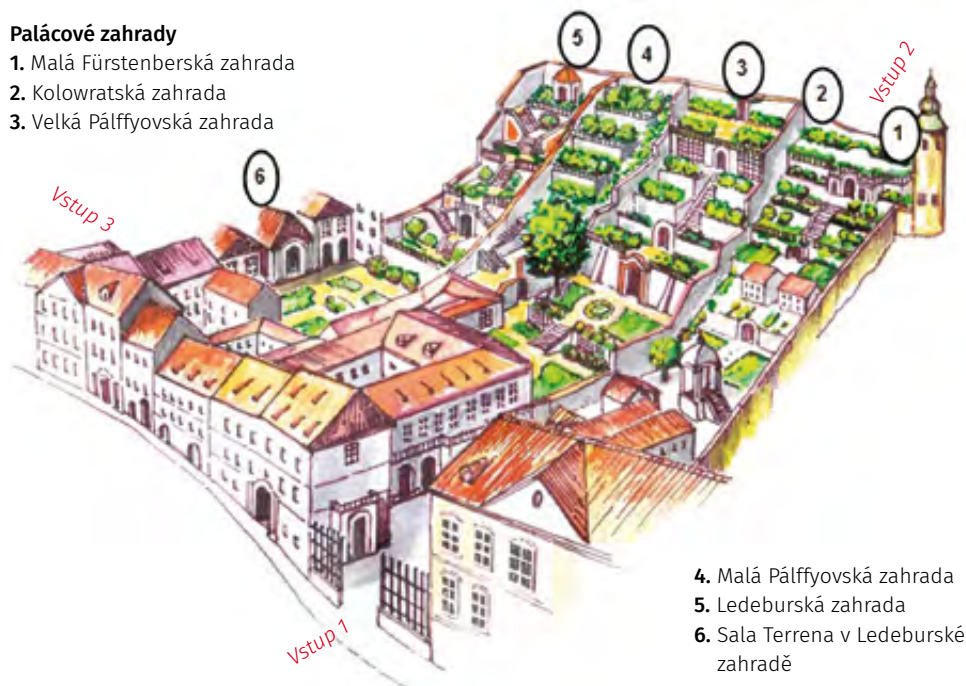 Palácové zahrady
1. Malá Fürstenberská zahrada
2. Kolowratská zahrada
3. Velká Pálffyovská zahrada
5
4
3
2
Vstup 2
1
6
Vstup 3
Vstup 1
4. Malá Pálffyovská zahrada
5. Ledeburská zahrada
6. Sala Terrena v Ledeburské
zahradě